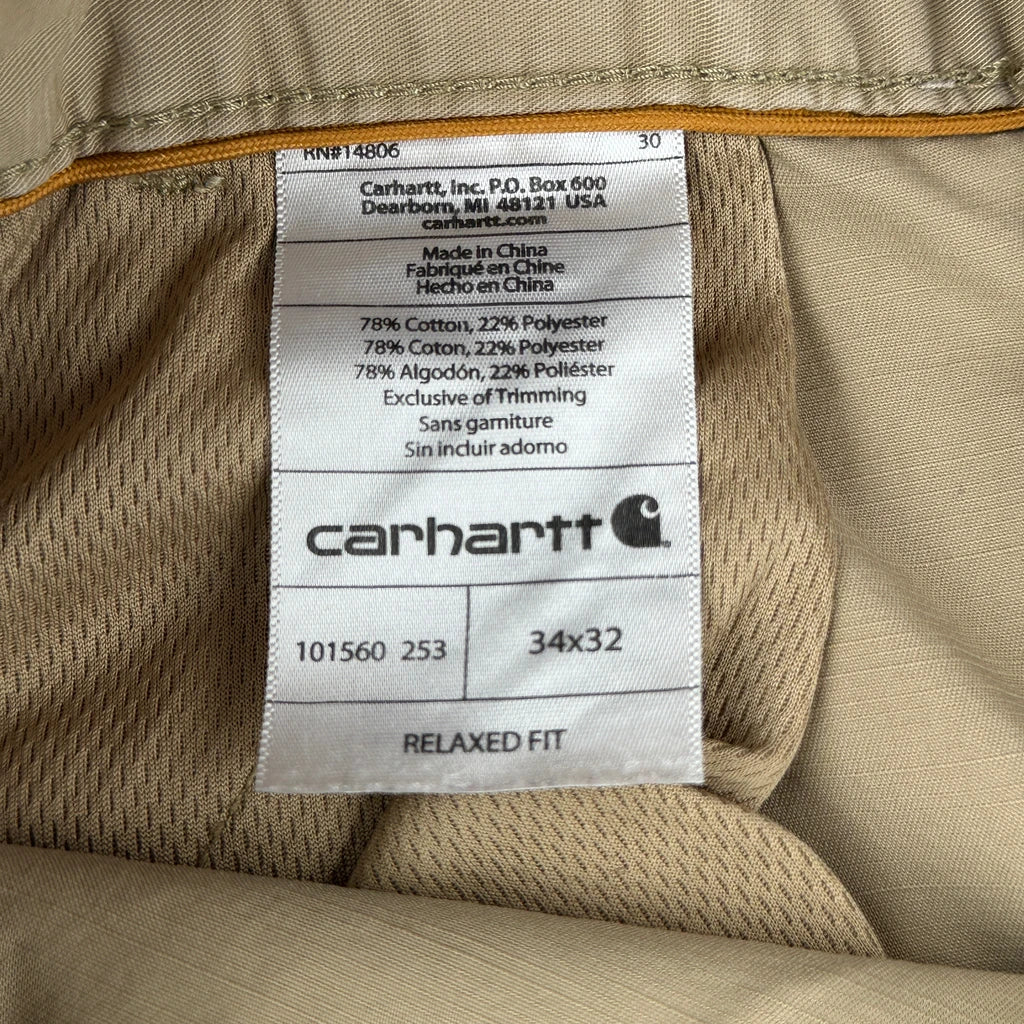 RN#14806 30
Carhartt, Inc. P.O. Box 600
Dearborn, MI 48121 USA
carhartt.com
Made in China
Fabriqué en Chine
Hecho en China
78% Cotton, 22% Polyester
78% Coton, 22% Polyester
78% Algodón, 22% Poliéster
Exclusive of Trimming
Sans garniture
Sin incluir adorno
carhartt
101560 253 34x32
RELAXED FIT